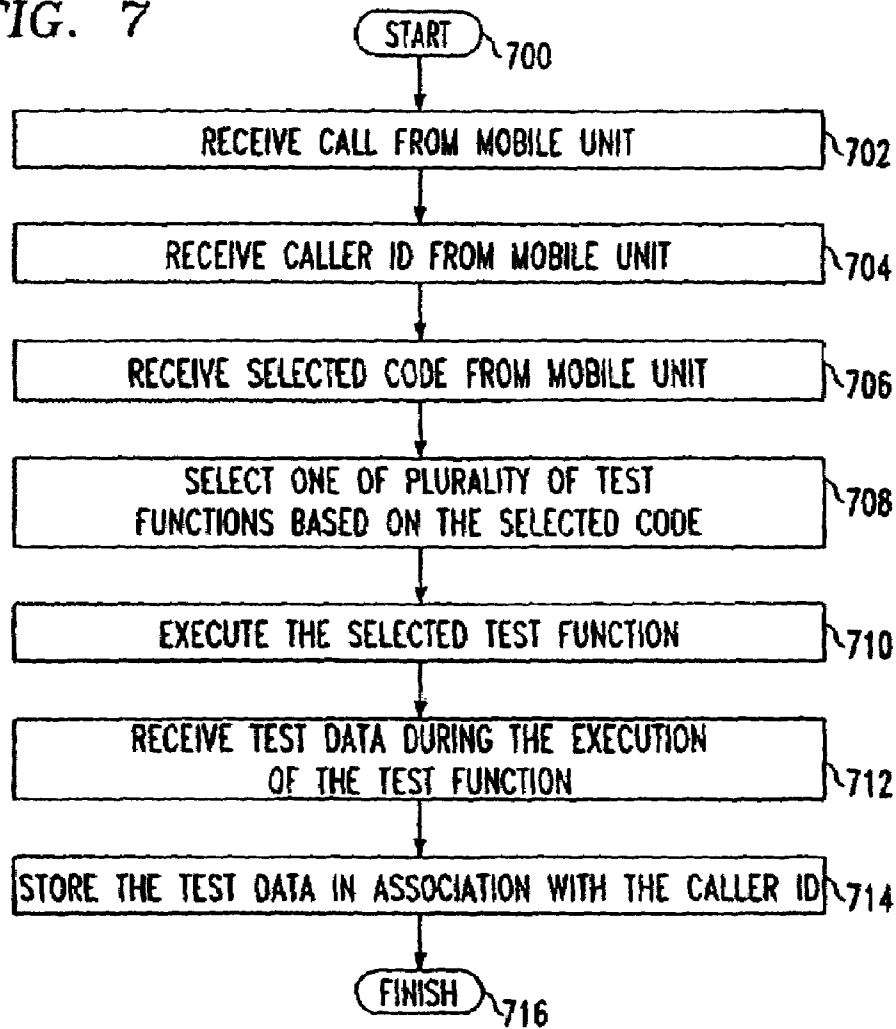 FIG. 7
START
700
RECEIVE CALL FROM MOBILE UNIT
702
RECEIVE CALLER ID FROM MOBILE UNIT
704
RECEIVE SELECTED CODE FROM MOBILE UNIT
706
SELECT ONE OF PLURALITY OF TEST
FUNCTIONS BASED ON THE SELECTED CODE
708
EXECUTE THE SELECTED TEST FUNCTION
710
RECEIVE TEST DATA DURING THE EXECUTION
OF THE TEST FUNCTION
712
STORE THE TEST DATA IN ASSOCIATION WITH THE CALLER ID
714
FINISH
716